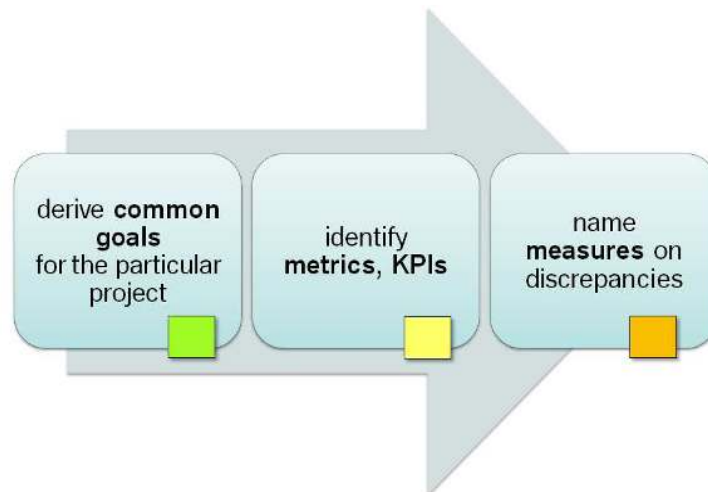 derive common
goals
for the particular
project
identify
metrics, KPIs
name
measures on
discrepancies